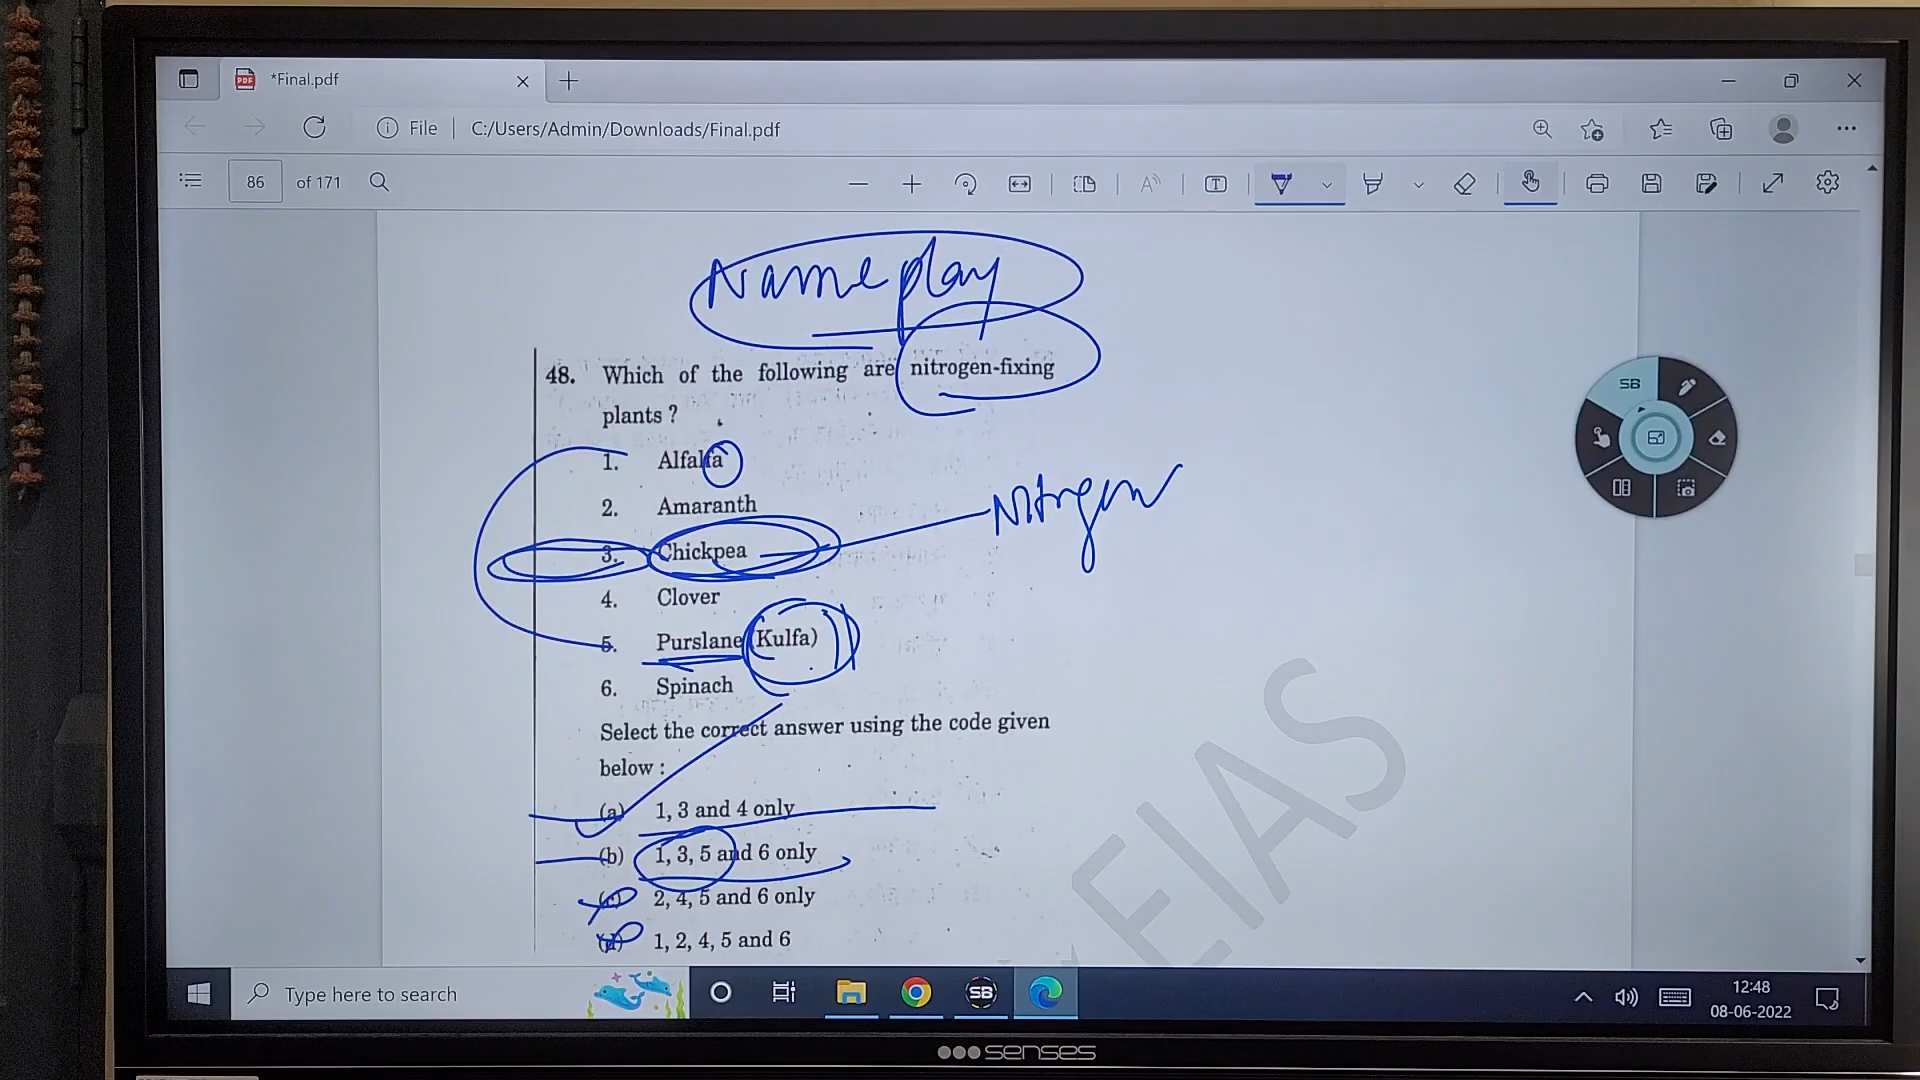 *Final.pdf
File
C:/Users/Admin/Downloads/Final.pdf
86 of 171
Name play
48. Which of the following are nitrogen-fixing
plants ?
1. Alfalfa
2. Amaranth
3. Chickpea
Nitrogen
4. Clover
5. Purslane (Kulfa)
6. Spinach
Select the correct answer using the code given
below :
(a) 1, 3 and 4 only
(b) 1, 3, 5 and 6 only
(c) 2, 4, 5 and 6 only
(d) 1, 2, 4, 5 and 6
EIAS
SB
Type here to search
SB
12:48
08-06-2022
senses